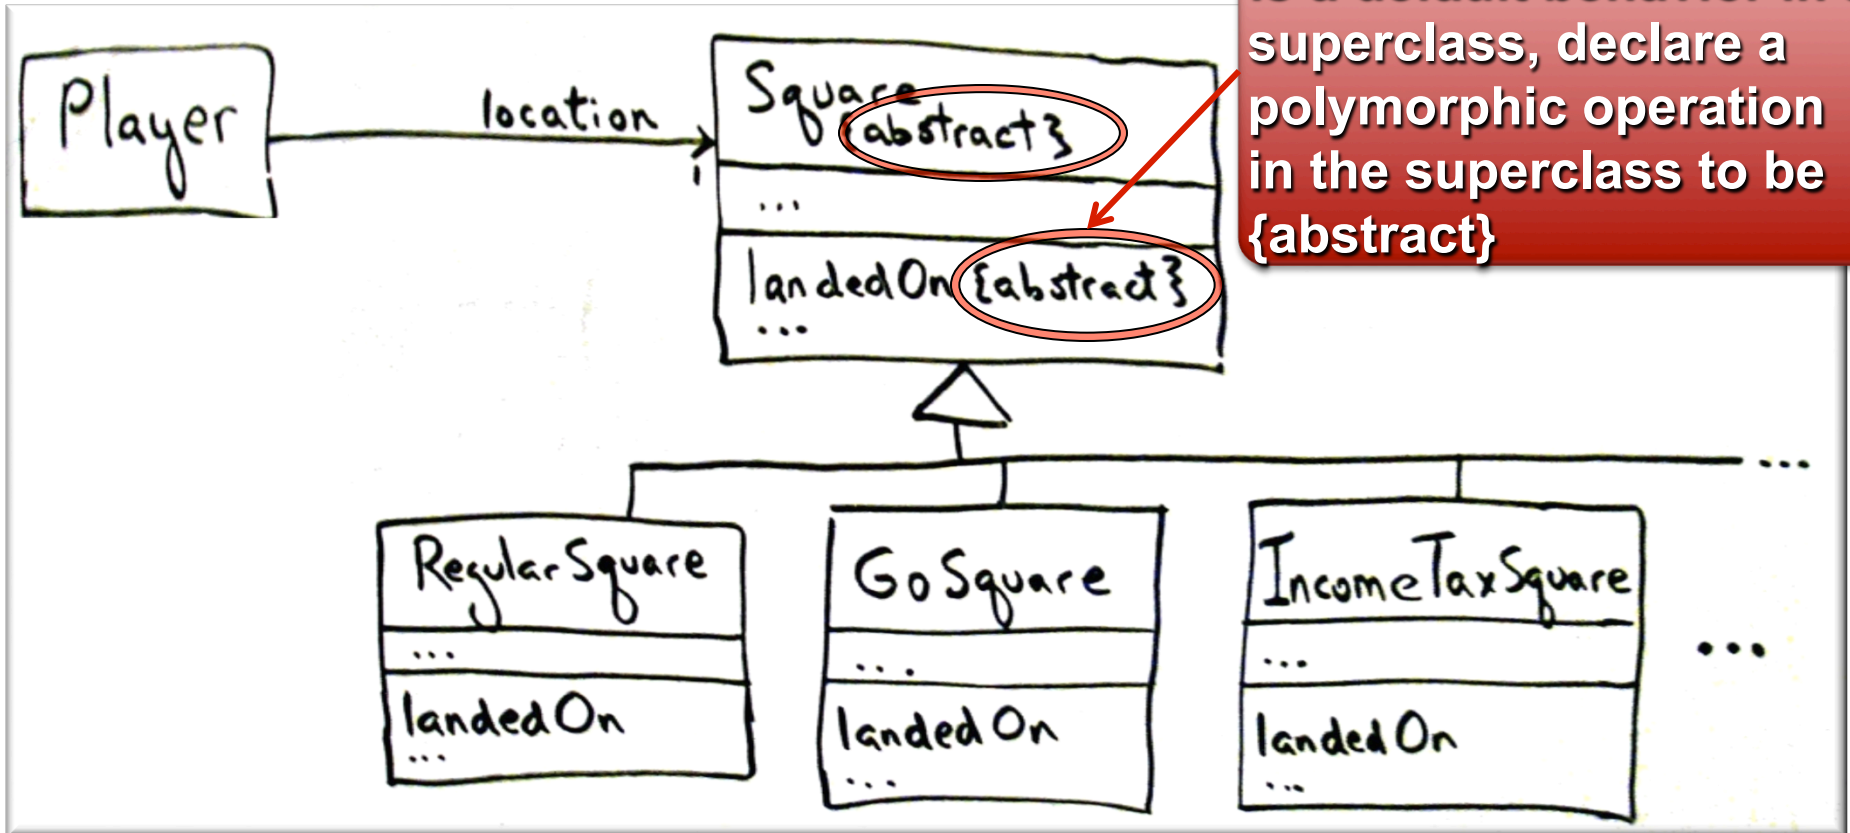 Player
location
1
Square
{abstract}
...
landedOn {abstract}
...
superclass, declare a
polymorphic operation
in the superclass to be
{abstract}
...
RegularSquare
...
landedOn
...
GoSquare
...
landedOn
...
IncomeTaxSquare
...
landedOn
...
...